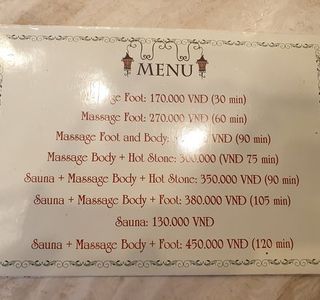 MENU
Foot: 170.000 VND (30 min)
Massage Foot: 270.000 VND (60 min)
Massage Foot and Body: VND (90 min)
Massage Body + Hot Stone: 300.000 (VND 75 min)
Sauna + Massage Body + Hot Stone: 350.000 VND (90 min)
Sauna + Massage Body + Foot: 380.000 VND (105 min)
Sauna: 130.000 VND
Sauna + Massage Body + Foot: 450.000 VND (120 min)